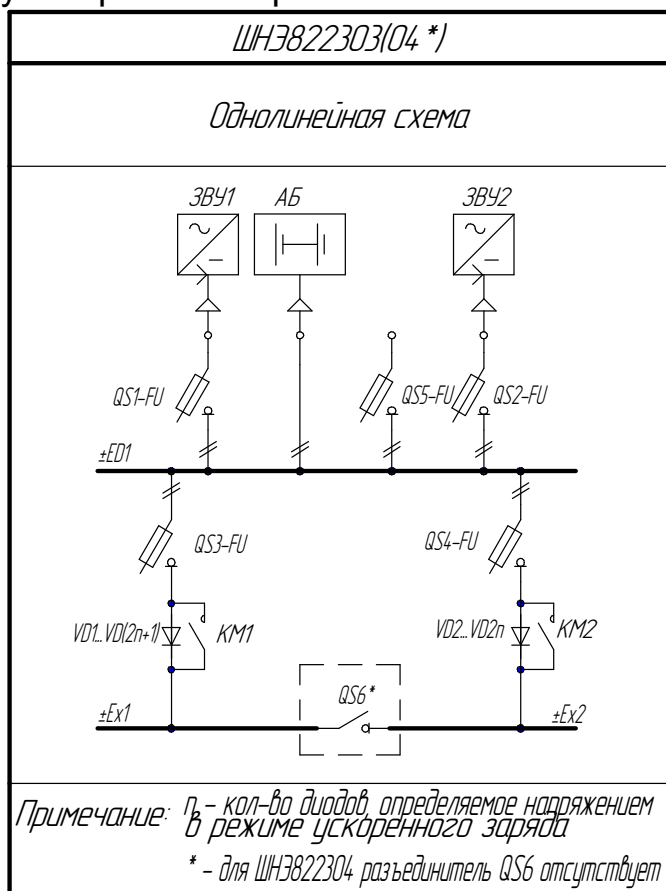 ШНЭ822303(04*)
Однолинейная схема
ЗВУ1 АБ ЗВУ2
QS1-FU QS5-FU QS2-FU
±ED1
QS3-FU QS4-FU
VD1...VD(2n+1) KM1 VD2...VD2n KM2
QS6*
±Ex1 ±Ex2
Примечание: n - кол-во диодов, определяемое напряжением
в режиме ускоренного заряда
* - для ШНЭ822304 разъединитель QS6 отсутствует